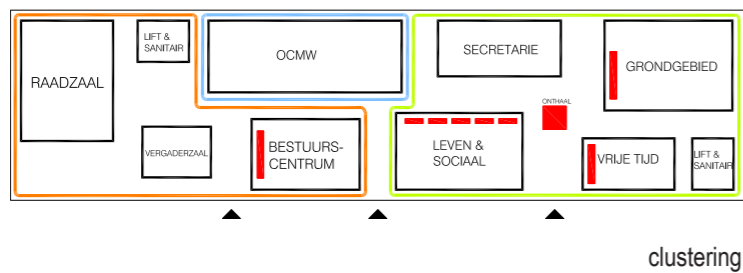 RAADZAAL
LIFT &
SANITAIR
OCMW
SECRETARIE
GRONDGEBIED
ONTHAAL
VERGADERZAAL
BESTUURS-
CENTRUM
LEVEN &
SOCIAAL
VRIJE TIJD
LIFT &
SANITAIR
clustering